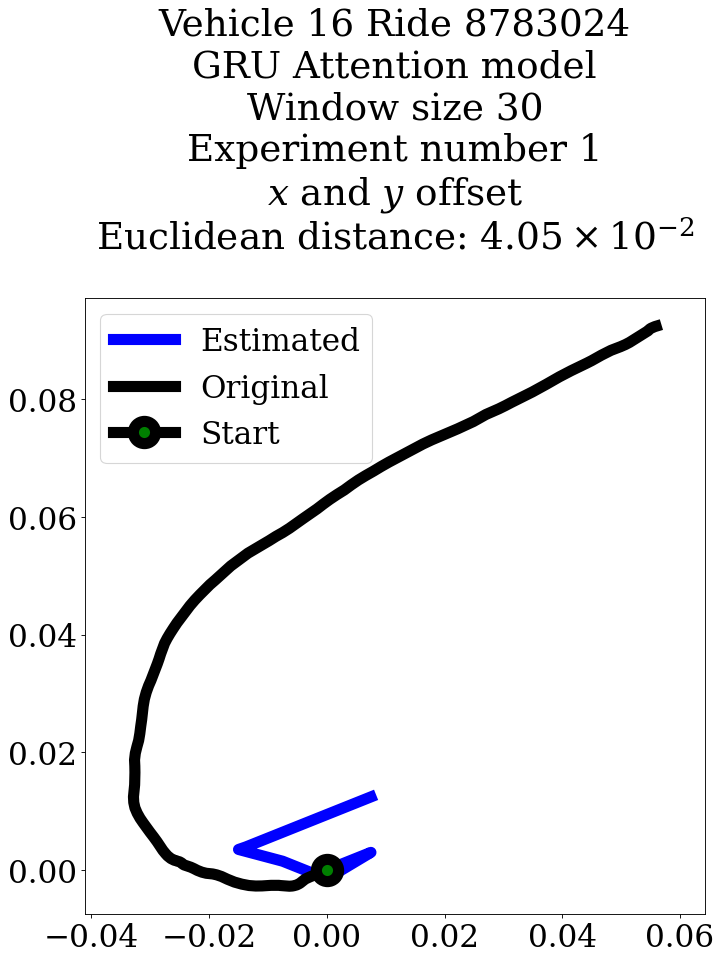 Vehicle 16 Ride 8783024
GRU Attention model
Window size 30
Experiment number 1
x and y offset
Euclidean distance: 4.05 × 10⁻²
Estimated
Original
Start
0.08
0.06
0.04
0.02
0.00
−0.04 −0.02 0.00 0.02 0.04 0.06